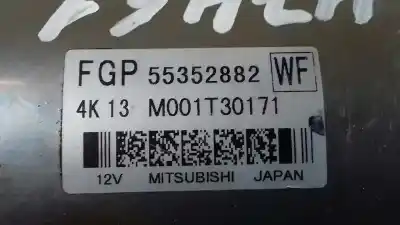 FGP 55352882 WF
4K 13 M001T30171
12V MITSUBISHI JAPAN